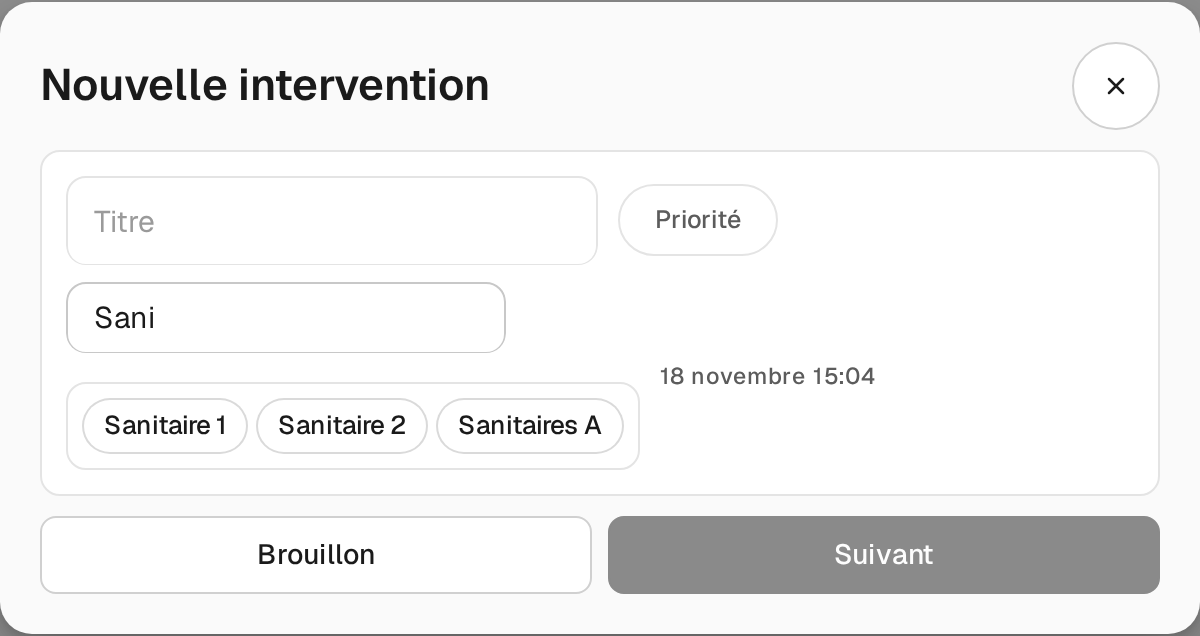 Nouvelle intervention
Titre
Priorité
Sani
18 novembre 15:04
Sanitaire 1
Sanitaire 2
Sanitaires A
Brouillon
Suivant